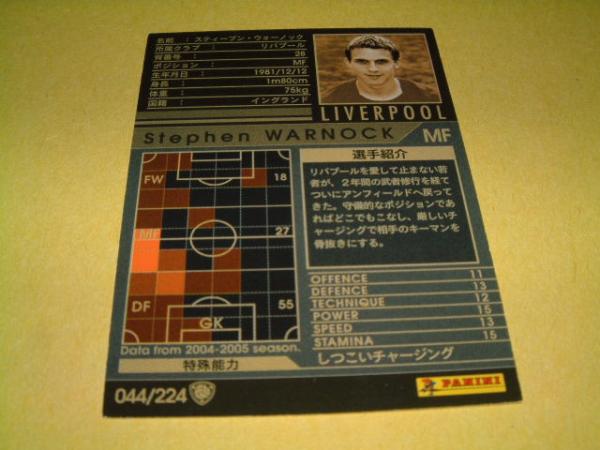 名前 : スティーブン・ウォーノック
所属クラブ : リバプール
背番号 : 28
ポジション : MF
生年月日 : 1981/12/12
身長 : 1m80cm
体重 : 75kg
国籍 : イングランド
LIVERPOOL
Stephen WARNOCK MF
FW 18
MF 27
DF 55
GK
Data from 2004-2005 season.
選手紹介
リバプールを愛して止まない若
者が、2年間の武者修行を経て
ついにアンフィールドへ戻ってき
た。守備的なポジションであ
ればどこでもこなし、厳しいチ
ャージングで相手のキーマンを
骨抜きにする。
OFFENCE 11
DEFENCE 13
TECHNIQUE 12
POWER 15
SPEED 13
STAMINA 15
特殊能力
しつこいチャージング
044/224
PANINI